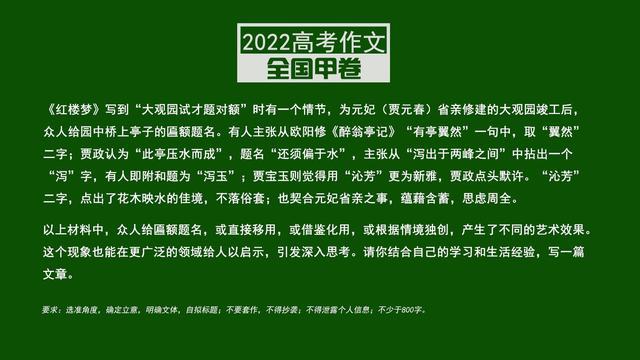 2022高考作文
全国甲卷
《红楼梦》写到“大观园试才题对额”时有一个情节，为元妃（贾元春）省亲修建的大观园竣工后，
众人给园中桥上亭子的匾额题名。有人主张从欧阳修《醉翁亭记》“有亭翼然”一句中，取“翼然”
二字；贾政认为“此亭压水而成”，题名“还须偏于水”，主张从“泻出于两峰之间”中拈出一个
“泻”字，有人即附和题为“泻玉”；贾宝玉则觉得用“沁芳”更为新雅，贾政点头默许。“沁芳”
二字，点出了花木映水的佳境，不落俗套；也契合元妃省亲之事，蕴藉含蓄，思虑周全。
以上材料中，众人给匾额题名，或直接移用，或借鉴化用，或根据情境独创，产生了不同的艺术效果。
这个现象也能在更广泛的领域给人以启示，引发深入思考。请你结合自己的学习和生活经验，写一篇
文章。
要求：选准角度，确定立意，明确文体，自拟标题；不要套作，不得抄袭；不得泄露个人信息；不少于800字。